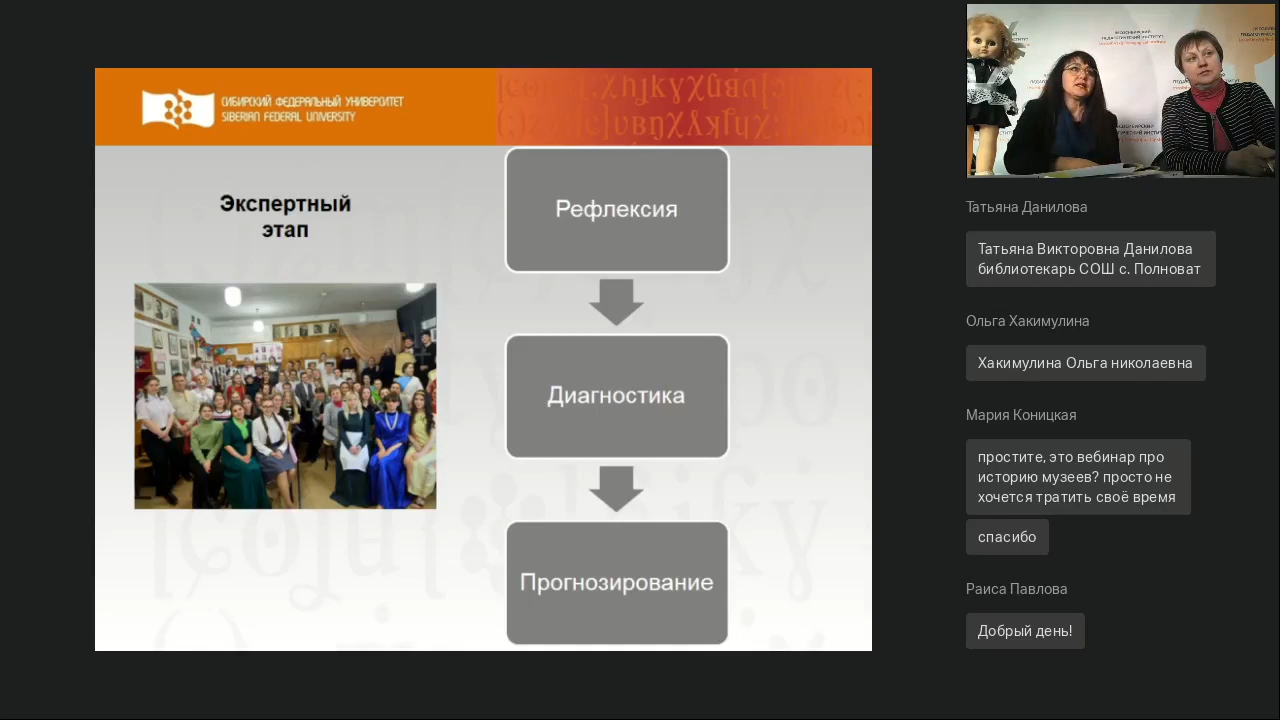 СИБИРСКИЙ ФЕДЕРАЛЬНЫЙ УНИВЕРСИТЕТ
SIBERIAN FEDERAL UNIVERSITY
Экспертный
этап
Рефлексия
Диагностика
Прогнозирование
Татьяна Данилова
Татьяна Викторовна Данилова
библиотекарь СОШ с. Полноват
Ольга Хакимулина
Хакимулина Ольга николаевна
Мария Коницкая
простите, это вебинар про
историю музеев? просто не
хочется тратить своё время
спасибо
Раиса Павлова
Добрый день!